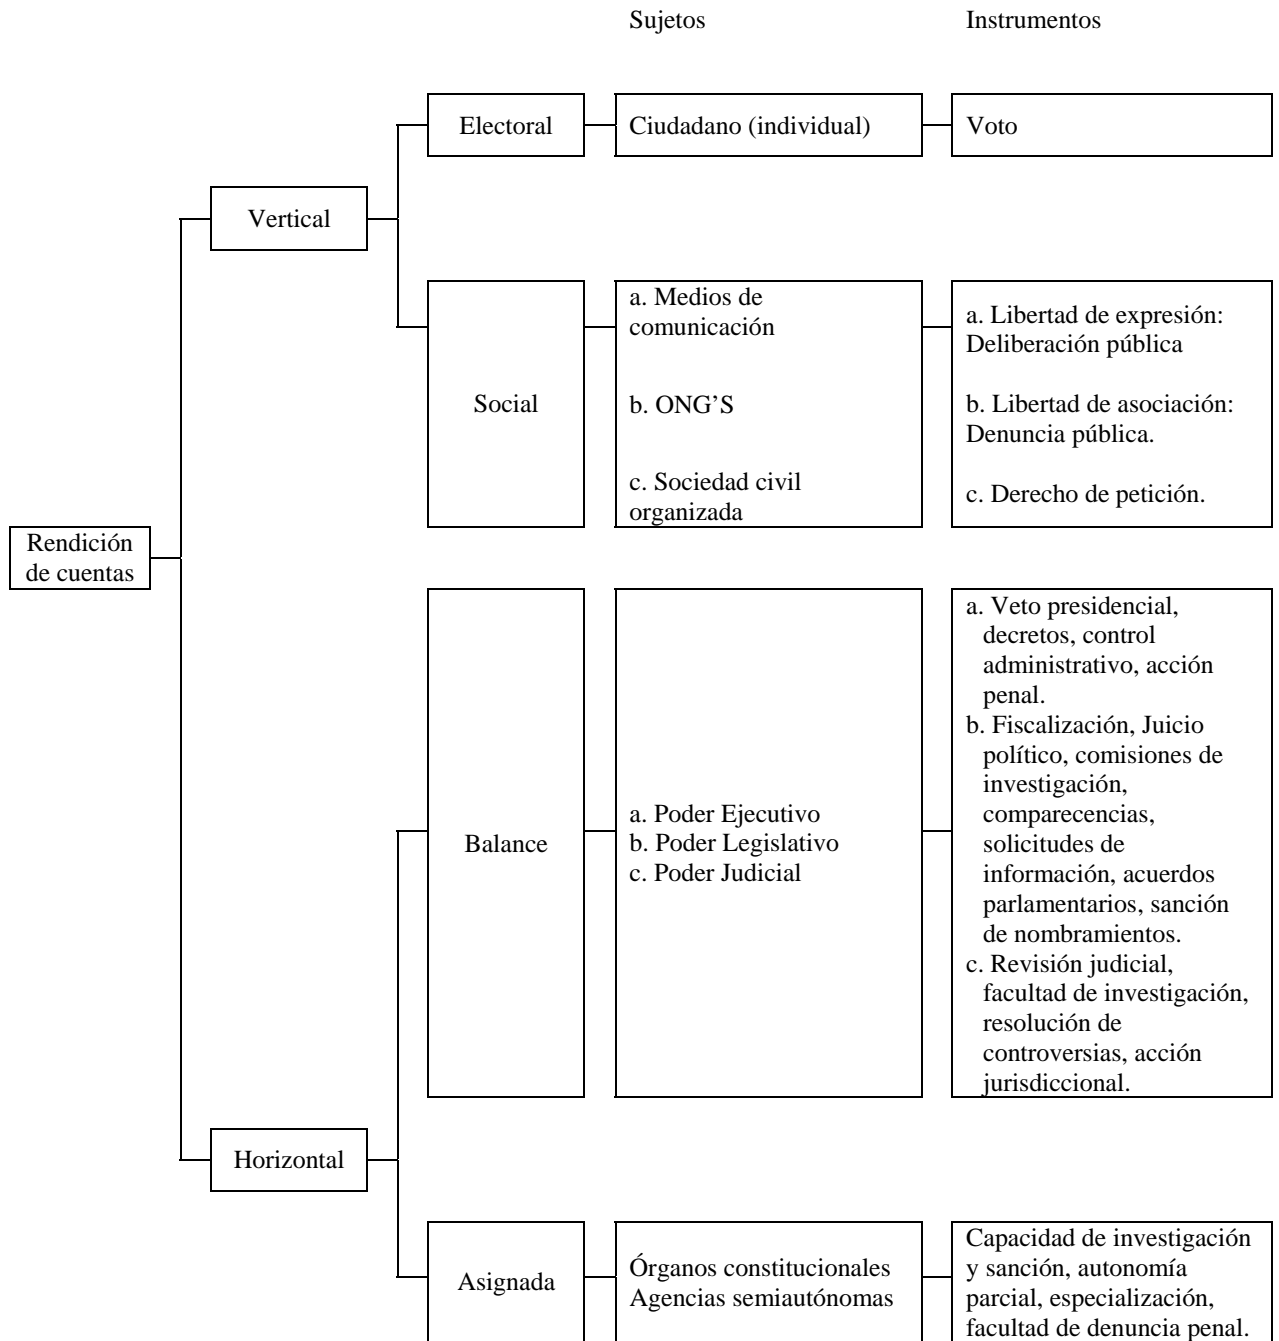 Sujetos
Instrumentos
Electoral
Ciudadano (individual)
Voto
Vertical
Social
a. Medios de
comunicación
b. ONG’S
c. Sociedad civil
organizada
a. Libertad de expresión:
Deliberación pública
b. Libertad de asociación:
Denuncia pública.
c. Derecho de petición.
Rendición
de cuentas
Balance
a. Poder Ejecutivo
b. Poder Legislativo
c. Poder Judicial
a. Veto presidencial,
decretos, control
administrativo, acción
penal.
b. Fiscalización, Juicio
político, comisiones de
investigación,
comparecencias,
solicitudes de
información, acuerdos
parlamentarios, sanción
de nombramientos.
c. Revisión judicial,
facultad de investigación,
resolución de
controversias, acción
jurisdiccional.
Horizontal
Asignada
Órganos constitucionales
Agencias semiautónomas
Capacidad de investigación
y sanción, autonomía
parcial, especialización,
facultad de denuncia penal.